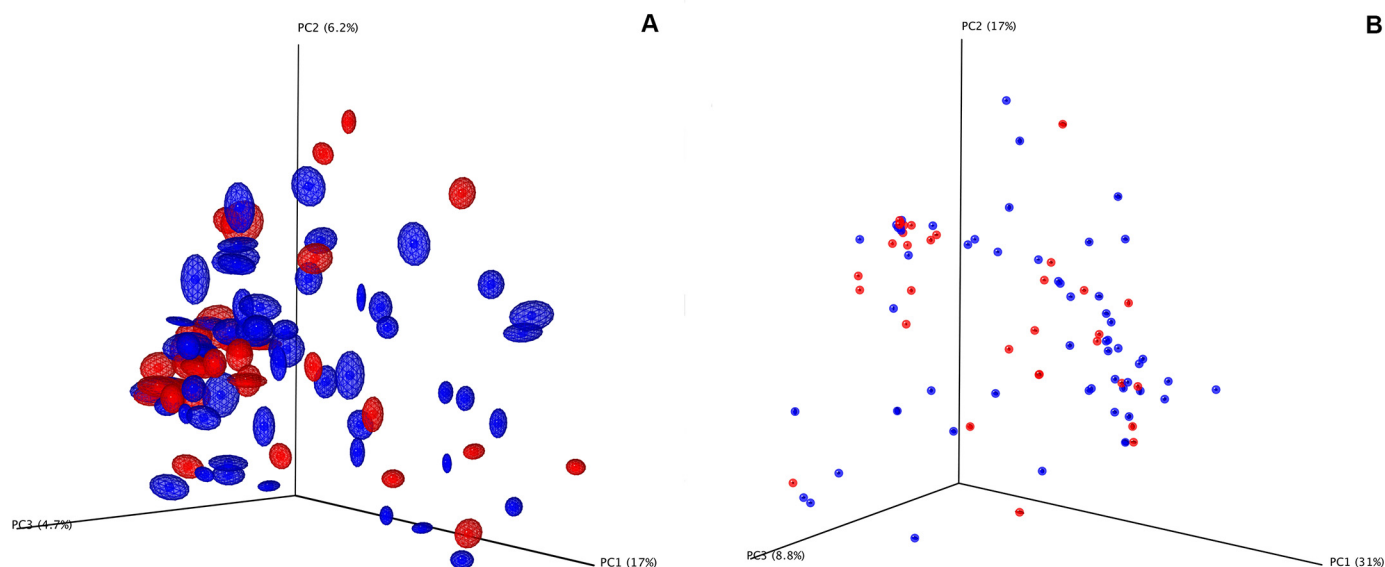 PC2 (6.2%)
A
PC3 (4.7%)
PC1 (17%)
PC2 (17%)
B
PC3 (8.8%)
PC1 (31%)